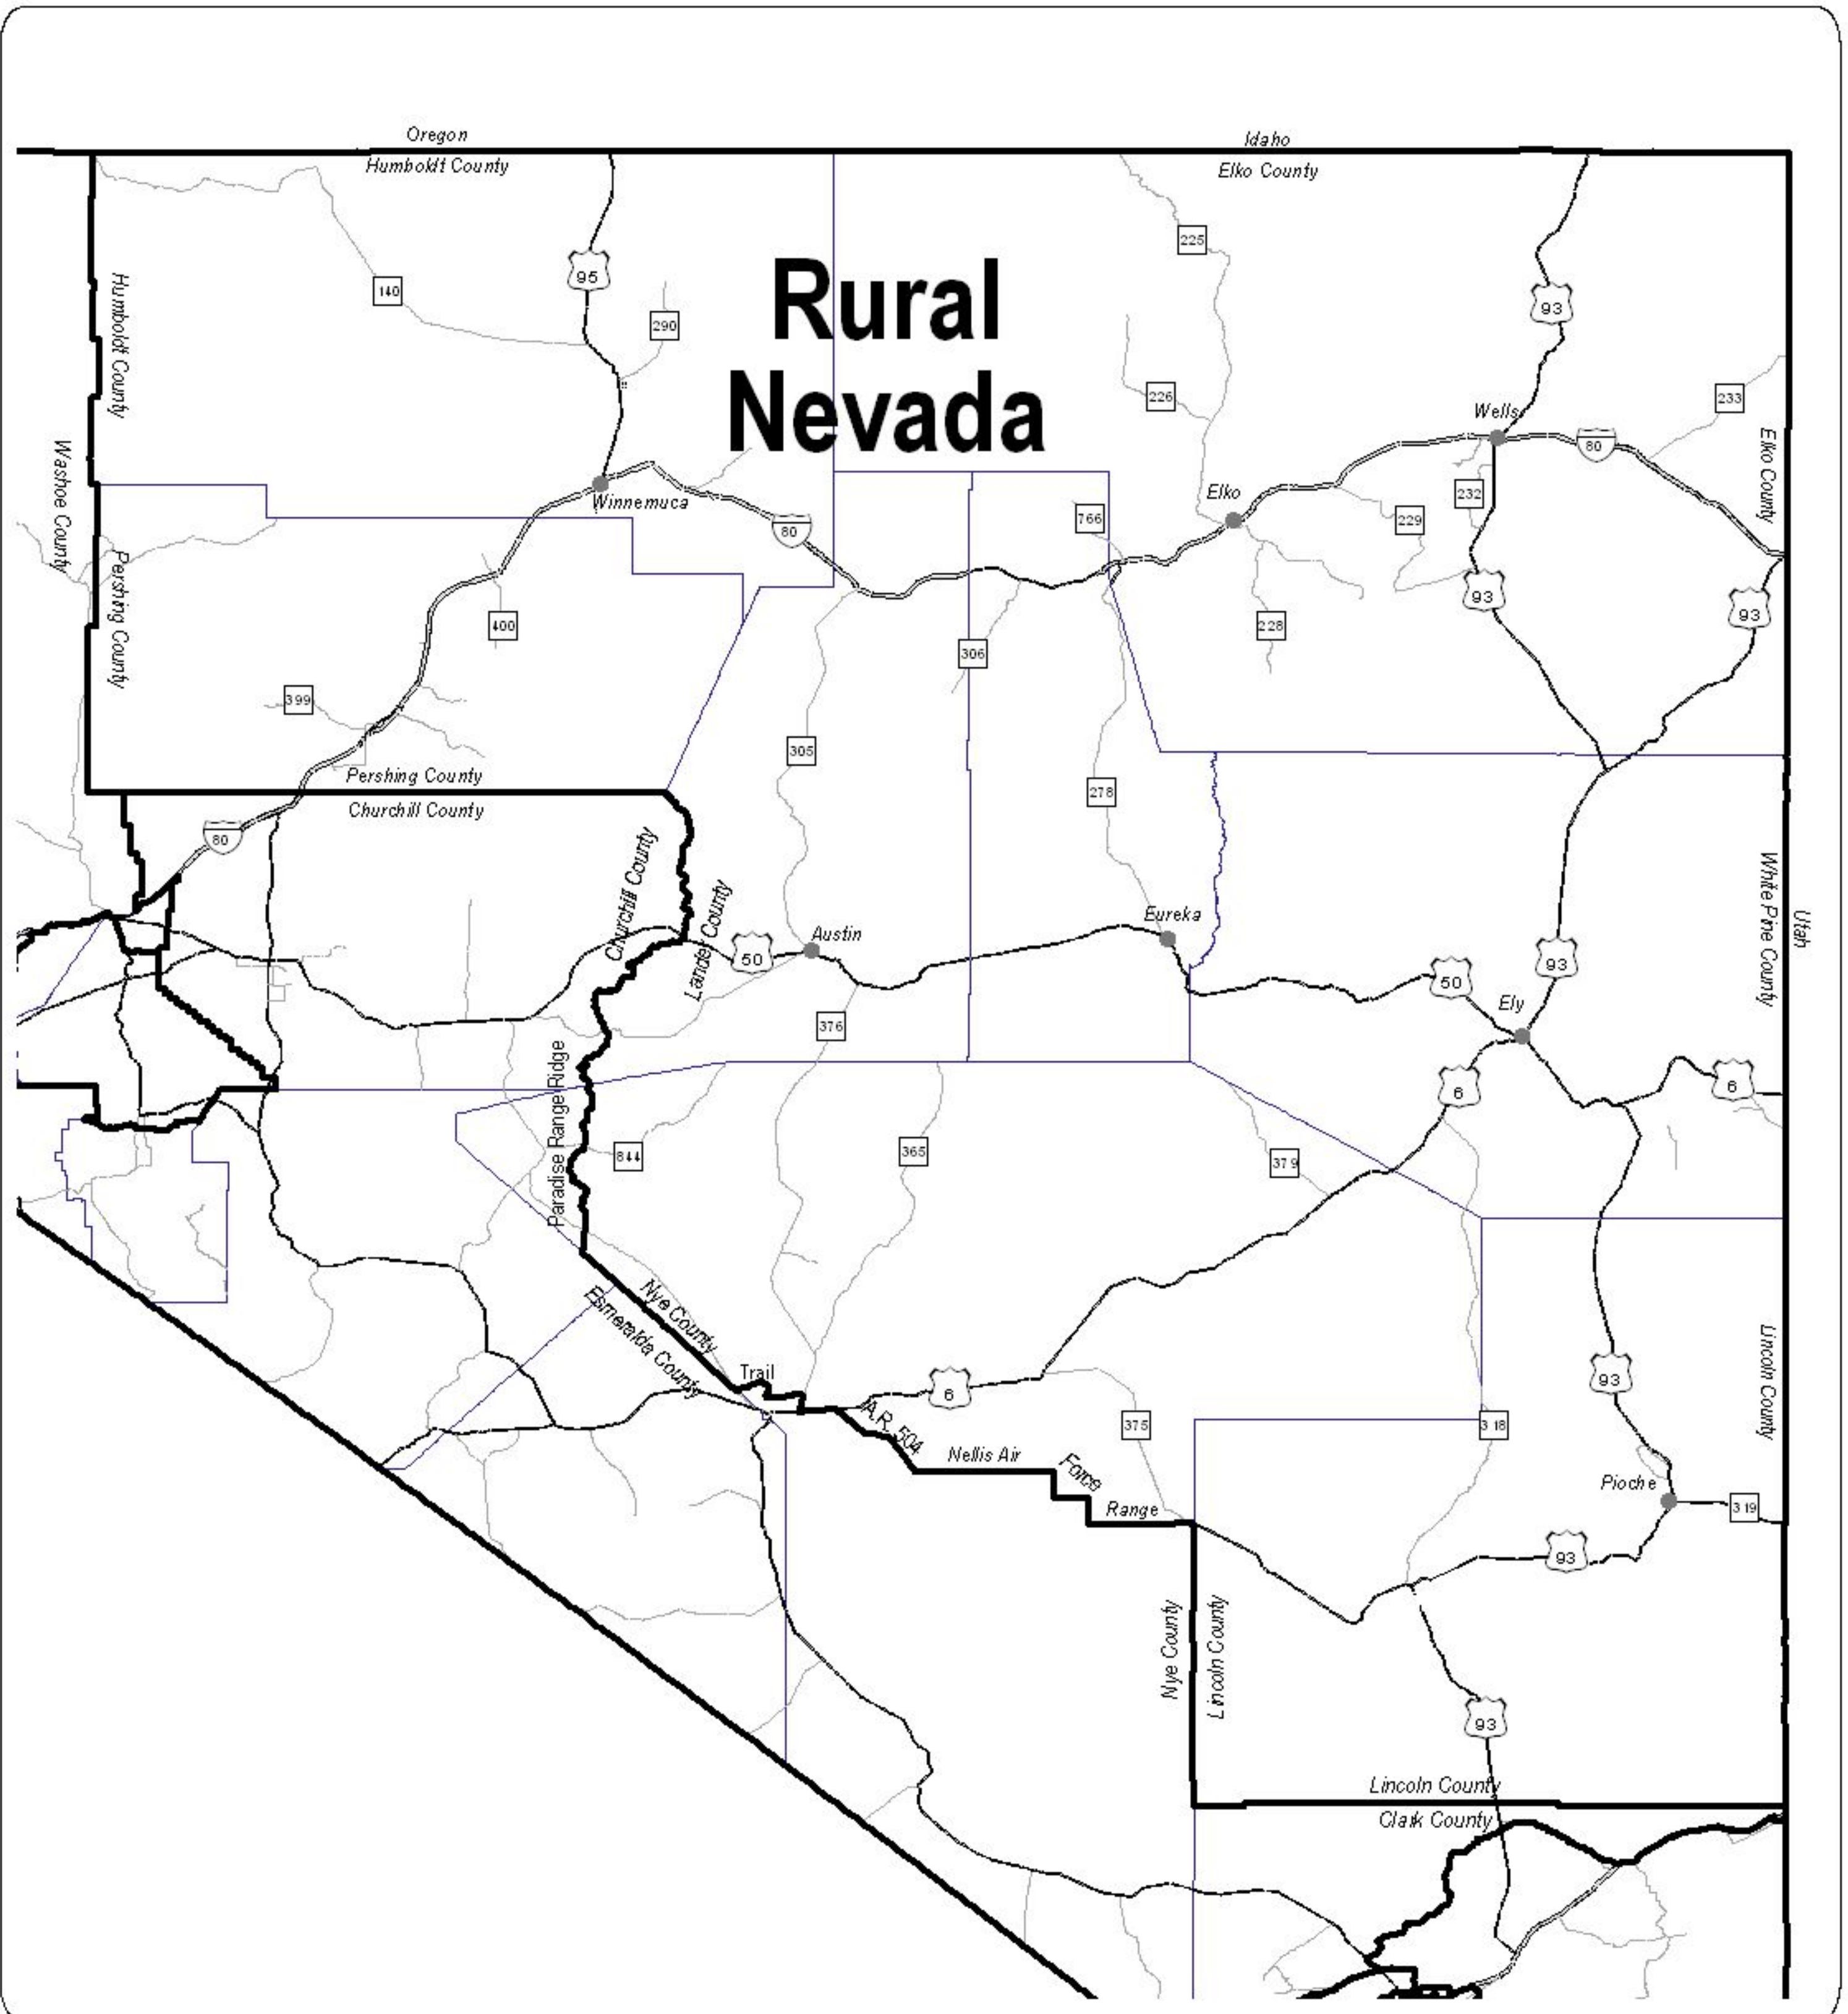 Oregon
Idaho
Humboldt County
Elko County
225
95
140
Rural
Nevada
290
93
Humboldt County
226
233
Wells
80
Washoe County
Elko County
Winnemuca
Elko
232
766
229
80
Pershing County
93
93
400
228
306
399
305
Pershing County
278
Churchill County
80
Churchill County
Lander County
White Pine County
Utah
Eureka
Austin
50
93
50
Ely
376
Paradise Range Ridge
6
6
844
365
379
Nye County
Esmeralda County
Trail
6
93
Lincoln County
A.R. 504
375
318
Nellis Air
Force
Range
Pioche
319
93
Nye County
Lincoln County
93
Lincoln County
Clark County